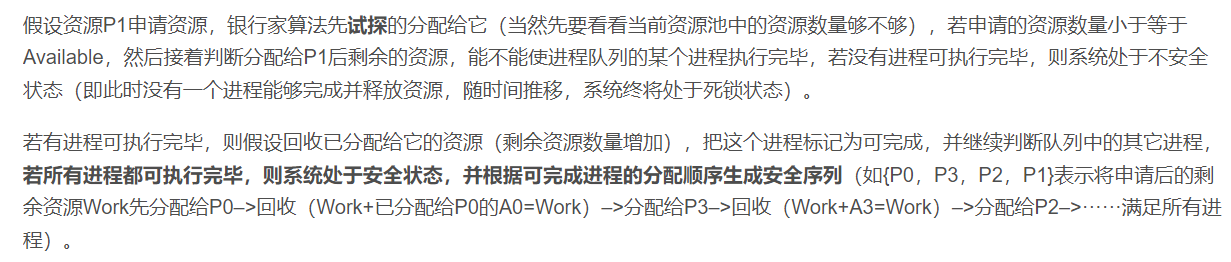 假设资源P1申请资源，银行家算法先试探的分配给它（当然先要看看当前资源池中的资源数量够不够），若申请的资源数量小于等于
Available，然后接着判断分配给P1后剩余的资源，能不能使进程队列的某个进程执行完毕，若没有进程可执行完毕，则系统处于不安全
状态（即此时没有一个进程能够完成并释放资源，随时间推移，系统终将处于死锁状态）。
若有进程可执行完毕，则假设回收已分配给它的资源（剩余资源数量增加），把这个进程标记为可完成，并继续判断队列中的其它进程，
若所有进程都可执行完毕，则系统处于安全状态，并根据可完成进程的分配顺序生成安全序列（如{P0，P3，P2，P1}表示将申请后的剩
余资源Work先分配给P0–>回收（Work+已分配给P0的A0=Work）–>分配给P3–>回收（Work+A3=Work）–>分配给P2–>······满足所有进
程）。